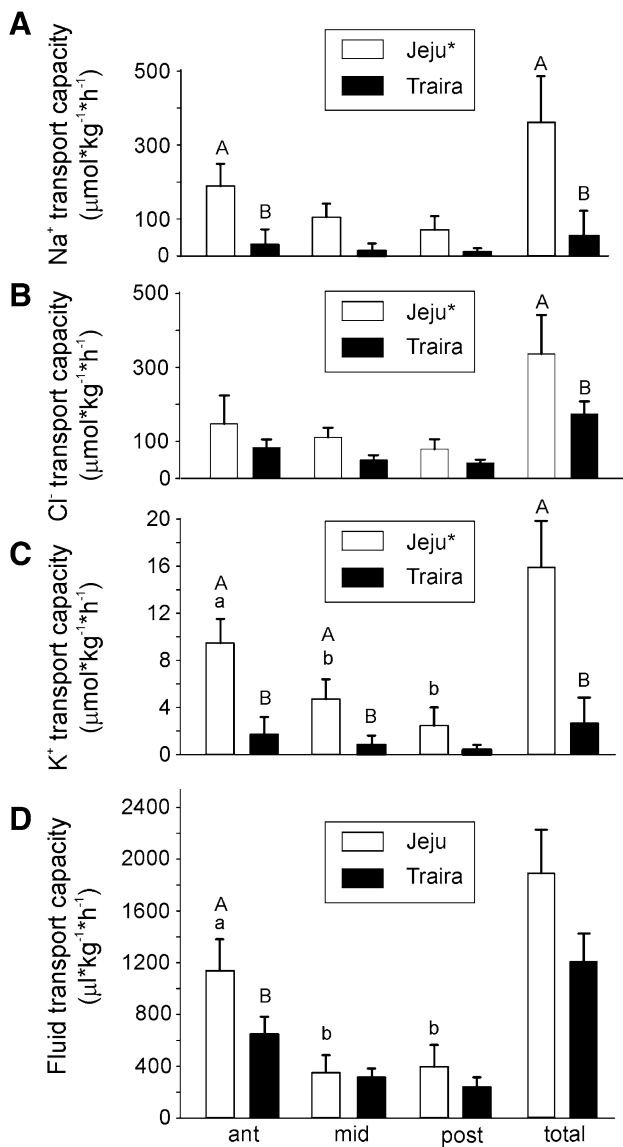 A
Na⁺ transport capacity
(μmol*kg⁻¹*h⁻¹)
500
300
100
0
Jeju*
Traira
A
B
A
B
B
Cl⁻ transport capacity
(μmol*kg⁻¹*h⁻¹)
500
300
100
0
Jeju*
Traira
A
B
C
K⁺ transport capacity
(μmol*kg⁻¹*h⁻¹)
20
16
12
8
4
0
Jeju*
Traira
A
a
B
A
b
B
b
A
B
D
Fluid transport capacity
(μl*kg⁻¹*h⁻¹)
2400
2000
1600
1200
800
400
0
Jeju
Traira
A
a
B
b
b
ant mid post total